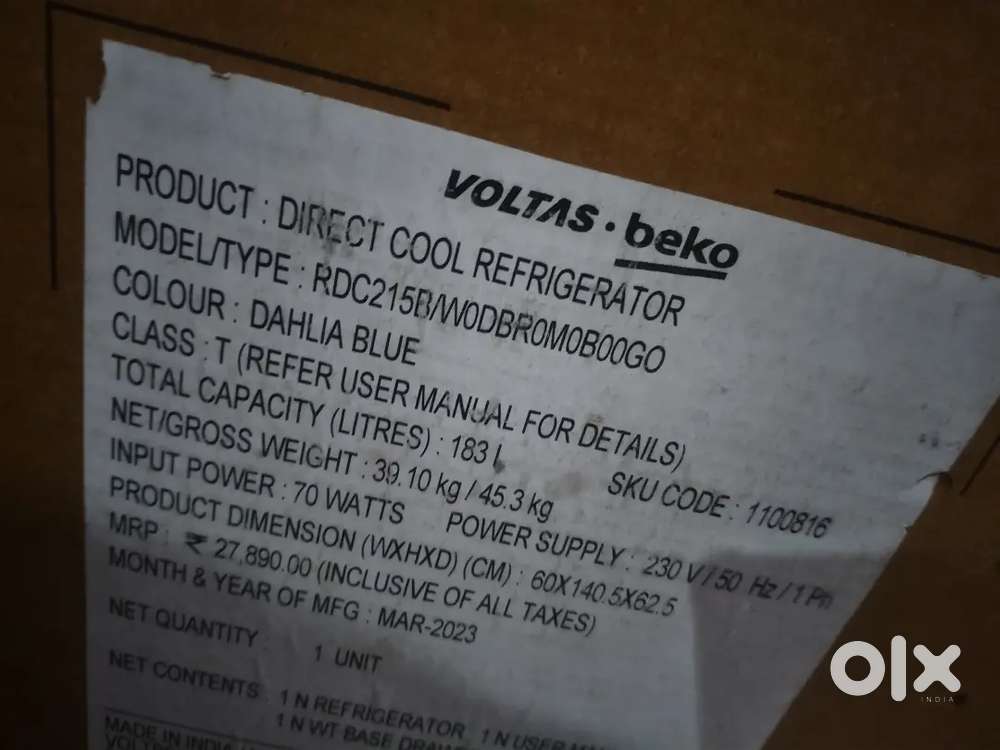 VOLTAS • beko
PRODUCT : DIRECT COOL REFRIGERATOR
MODEL/TYPE : RDC215B/W0DBR0M0B00GO
COLOUR : DAHLIA BLUE
CLASS : T (REFER USER MANUAL FOR DETAILS)
TOTAL CAPACITY (LITRES) : 183 L SKU CODE : 1100816
NET/GROSS WEIGHT : 39.10 kg / 45.3 kg
INPUT POWER : 70 WATTS POWER SUPPLY : 230 V / 50 Hz / 1 PH
PRODUCT DIMENSION (WXHXD) (CM) : 60X140.5X62.5
MRP : ₹ 27,890.00 (INCLUSIVE OF ALL TAXES)
MONTH & YEAR OF MFG : MAR-2023
NET QUANTITY : 1 UNIT
NET CONTENTS : 1 N REFRIGERATOR 1 N USER
1 N WT BASE
MADE IN INDIA
olx
INDIA